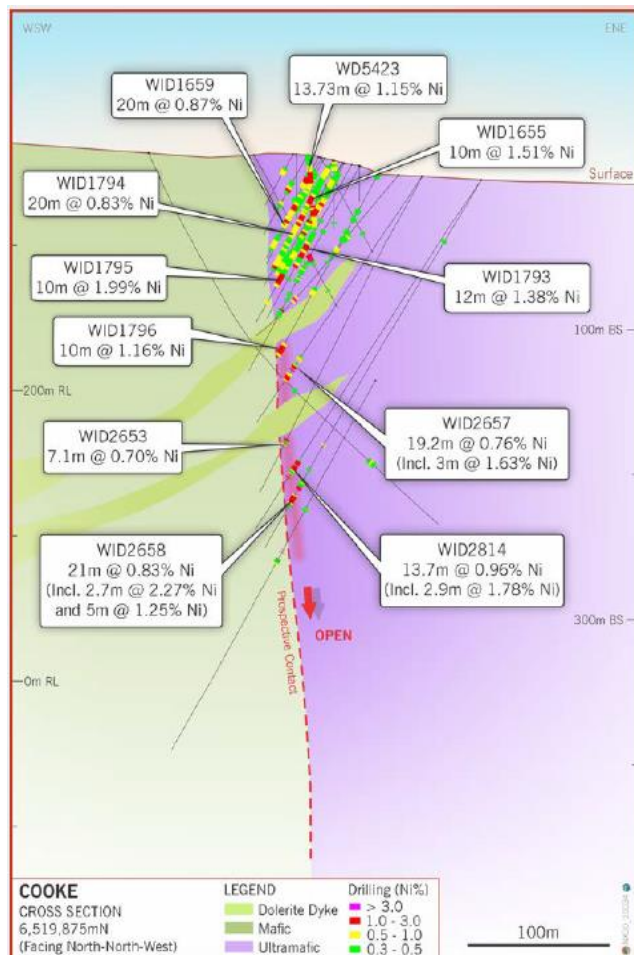 WSW
ENE
WD5423
13.73m @ 1.15% Ni
WID1659
20m @ 0.87% Ni
WID1655
10m @ 1.51% Ni
Surface
WID1794
20m @ 0.83% Ni
WID1795
10m @ 1.99% Ni
WID1793
12m @ 1.38% Ni
100m BS
WID1796
10m @ 1.16% Ni
200m RL
WID2657
19.2m @ 0.76% Ni
(Incl. 3m @ 1.63% Ni)
WID2653
7.1m @ 0.70% Ni
WID2658
21m @ 0.83% Ni
(Incl. 2.7m @ 2.27% Ni
and 5m @ 1.25% Ni)
WID2814
13.7m @ 0.96% Ni
(Incl. 2.9m @ 1.78% Ni)
300m BS
OPEN
Prospective Contact
0m RL
COOKE
CROSS SECTION
6,519,875mN
(Facing North-North-West)
LEGEND
Dolerite Dyke
Mafic
Ultramafic
Drilling (Ni%)
> 3.0
1.0 - 3.0
0.5 - 1.0
0.3 - 0.5
100m